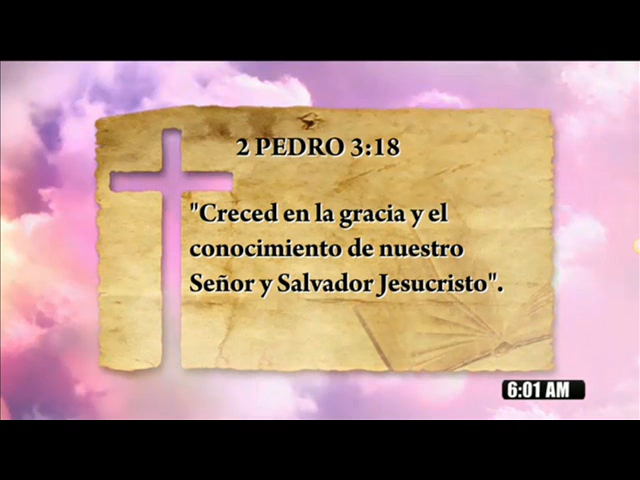 2 PEDRO 3:18
"Creced en la gracia y el
conocimiento de nuestro
Señor y Salvador Jesucristo".
6:01 AM